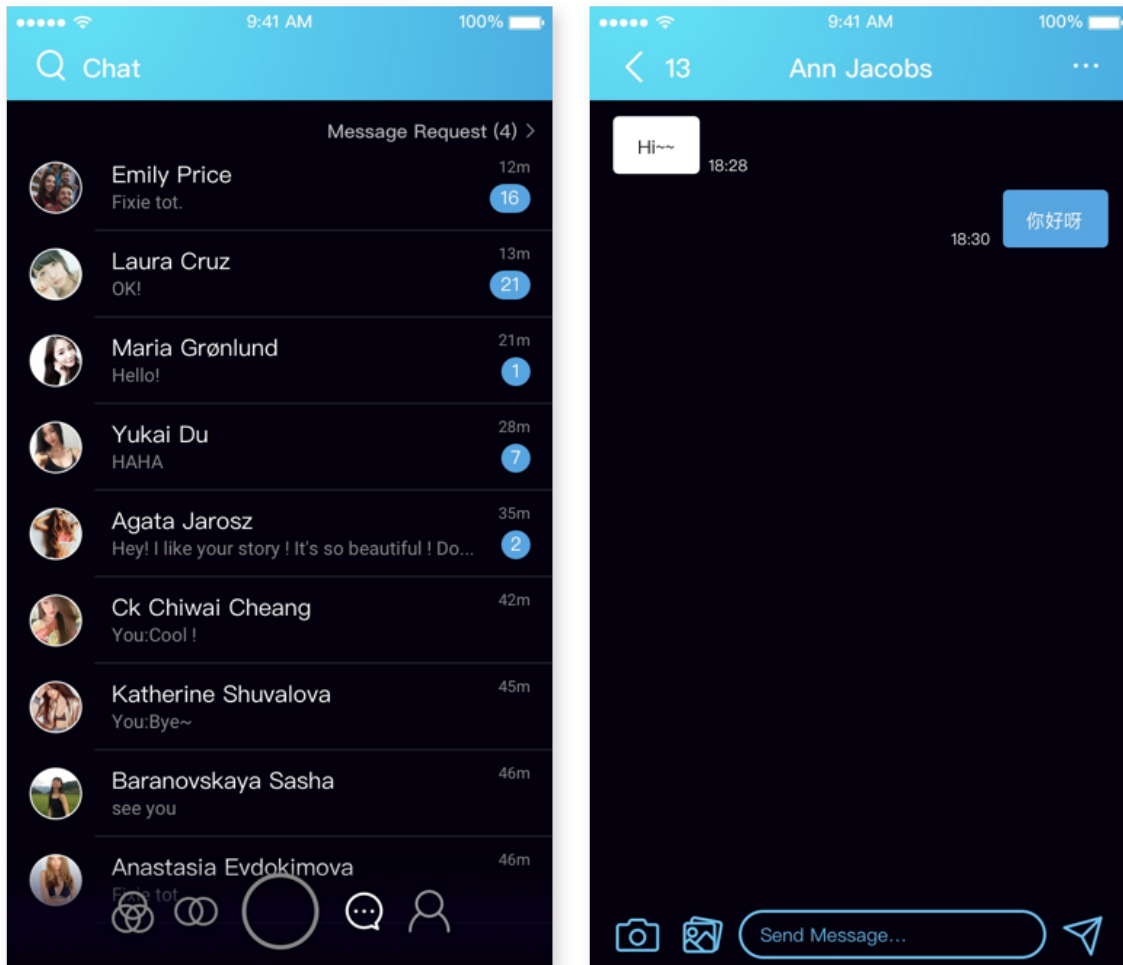 9:41 AM 100%
Chat
Message Request (4) >
Emily Price 12m
Fixie tot. 16
Laura Cruz 13m
OK! 21
Maria Grønlund 21m
Hello! 1
Yukai Du 28m
HAHA 7
Agata Jarosz 35m
Hey! I like your story ! It's so beautiful ! Do... 2
Ck Chiwai Cheang 42m
You:Cool !
Katherine Shuvalova 45m
You:Bye~
Baranovskaya Sasha 46m
see you
Anastasia Evdokimova 46m
Fixie tot
9:41 AM 100%
13 Ann Jacobs ...
Hi~~
18:28
你好呀
18:30
Send Message...